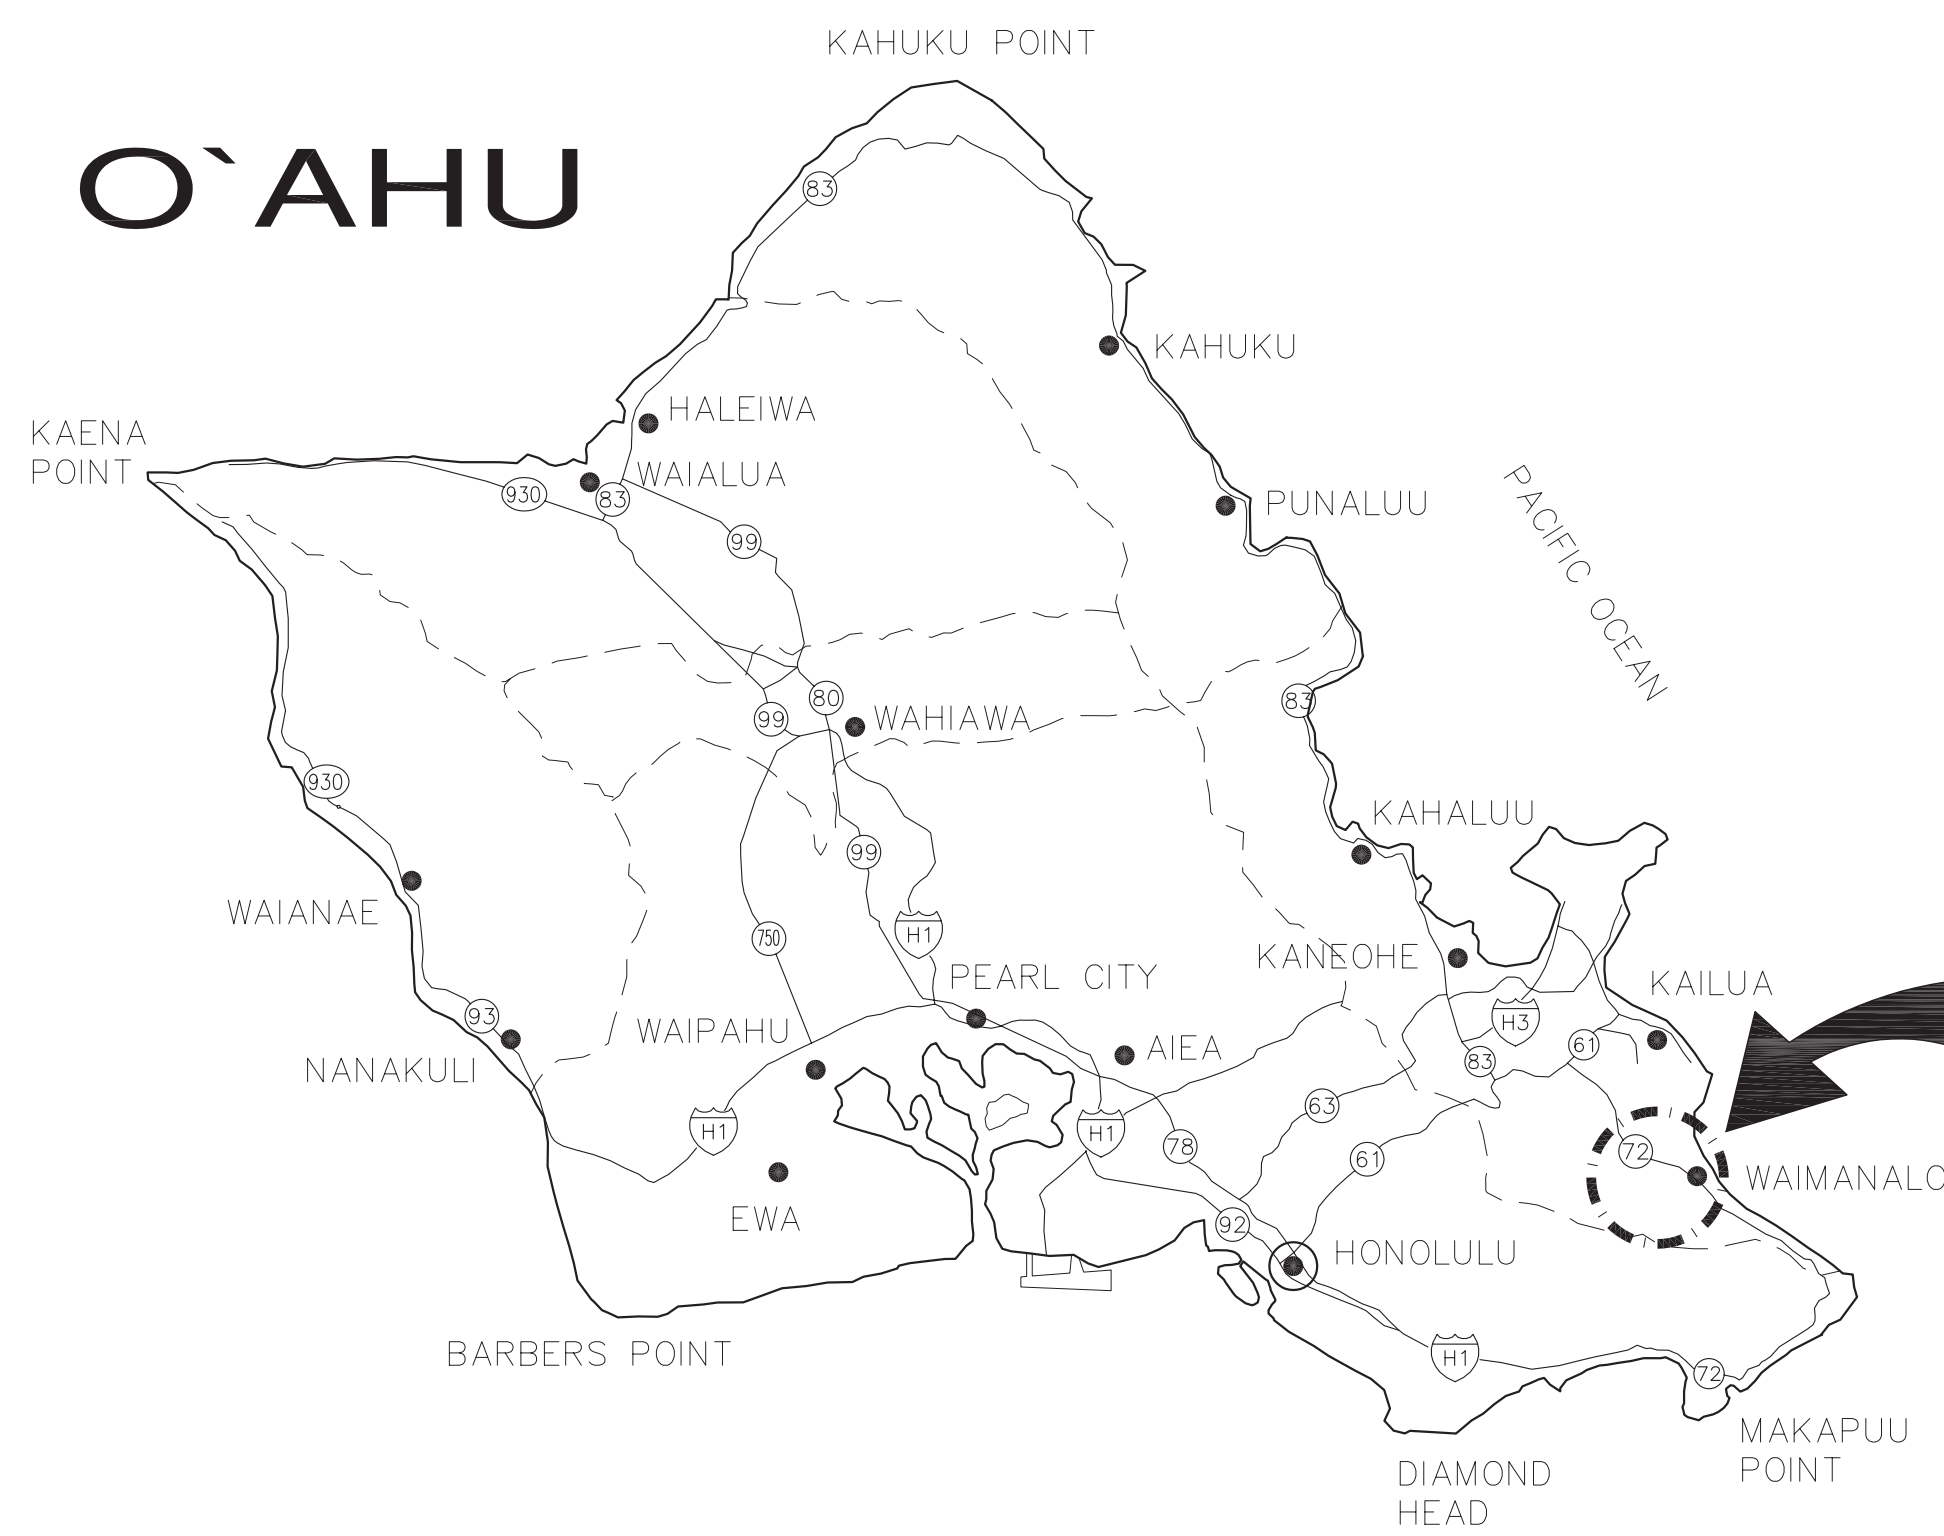 KAHUKU POINT
O`AHU
83
KAHUKU
HALEIWA
KAENA
POINT
WAIALUA
930
83
PUNALUU
PACIFIC OCEAN
99
83
80
99
WAHIAWA
930
KAHALUU
99
WAIANAE
750
H1
KANEOHE
PEARL CITY
KAILUA
93
WAIPAHU
H3
NANAKULI
AIEA
61
83
63
H1
H1
78
72
61
WAIMANALO
EWA
92
HONOLULU
BARBERS POINT
H1
72
MAKAPUU
POINT
DIAMOND
HEAD